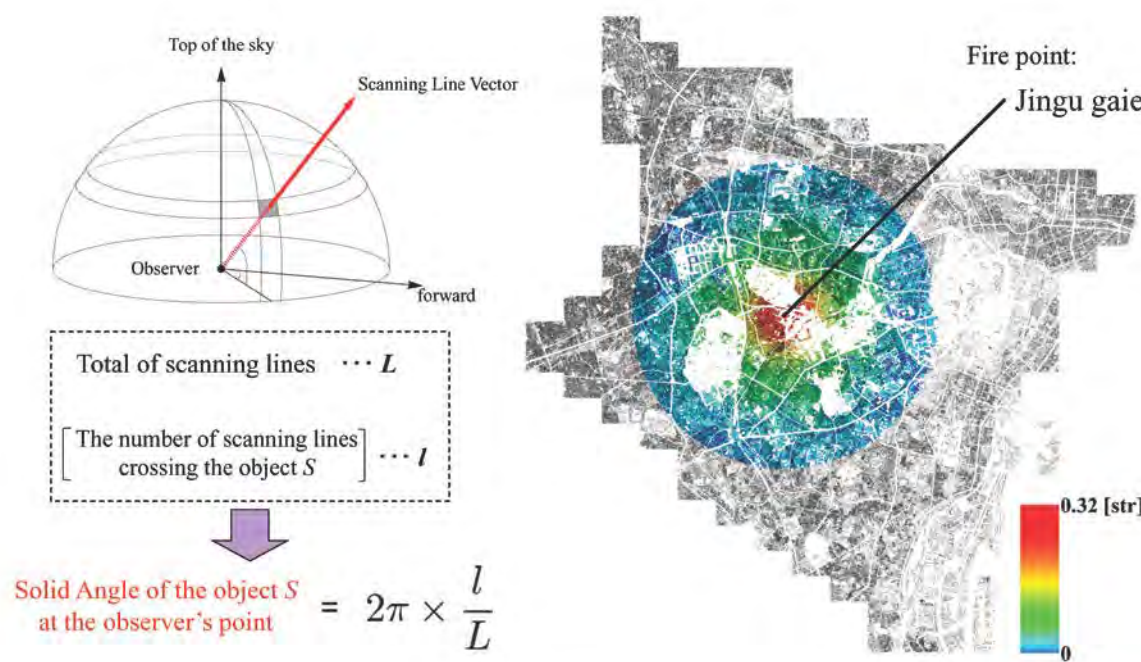 Top of the sky
Scanning Line Vector
Observer
forward
Total of scanning lines ··· L
The number of scanning lines
crossing the object S ··· l
Solid Angle of the object S
at the observer's point
= 2π × l/L
Fire point:
Jingu gaie
0.32 [str]
0